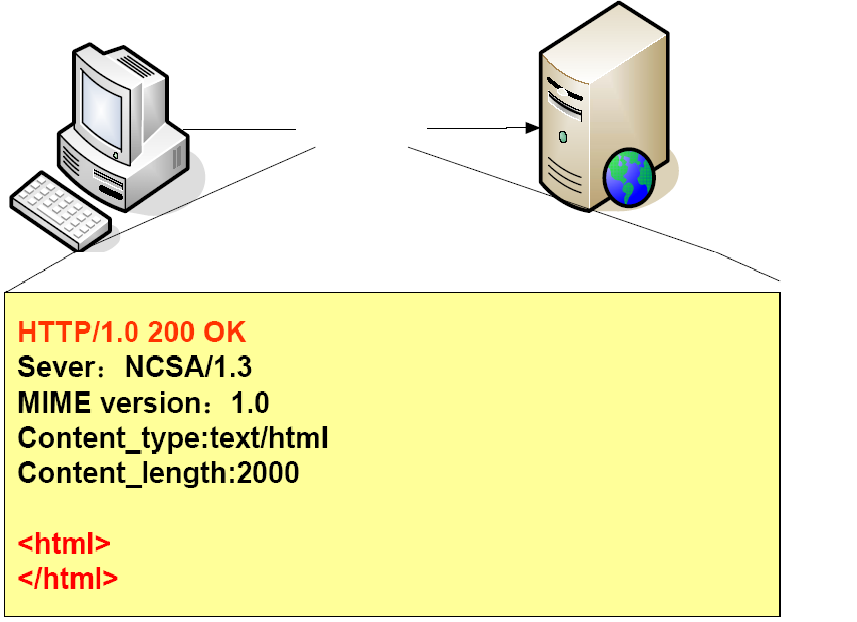 HTTP/1.0 200 OK
Sever：NCSA/1.3
MIME version：1.0
Content_type:text/html
Content_length:2000
<html>
</html>